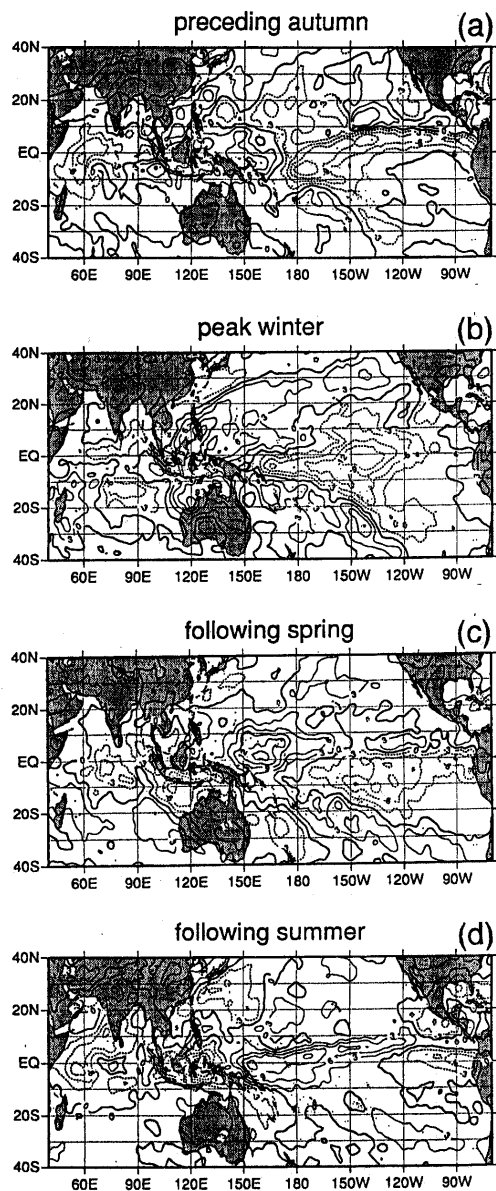 preceding autumn (a)
40N
20N
EQ
20S
40S
60E 90E 120E 150E 180 150W 120W 90W
peak winter (b)
40N
20N
EQ
20S
40S
60E 90E 120E 150E 180 150W 120W 90W
following spring (c)
40N
20N
EQ
20S
40S
60E 90E 120E 150E 180 150W 120W 90W
following summer (d)
40N
20N
EQ
20S
40S
60E 90E 120E 150E 180 150W 120W 90W